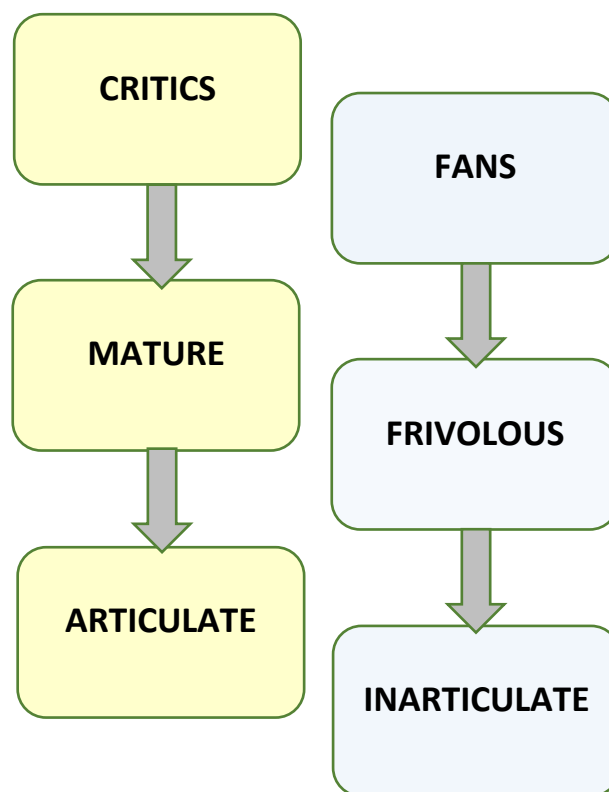 CRITICS
MATURE
ARTICULATE
FANS
FRIVOLOUS
INARTICULATE